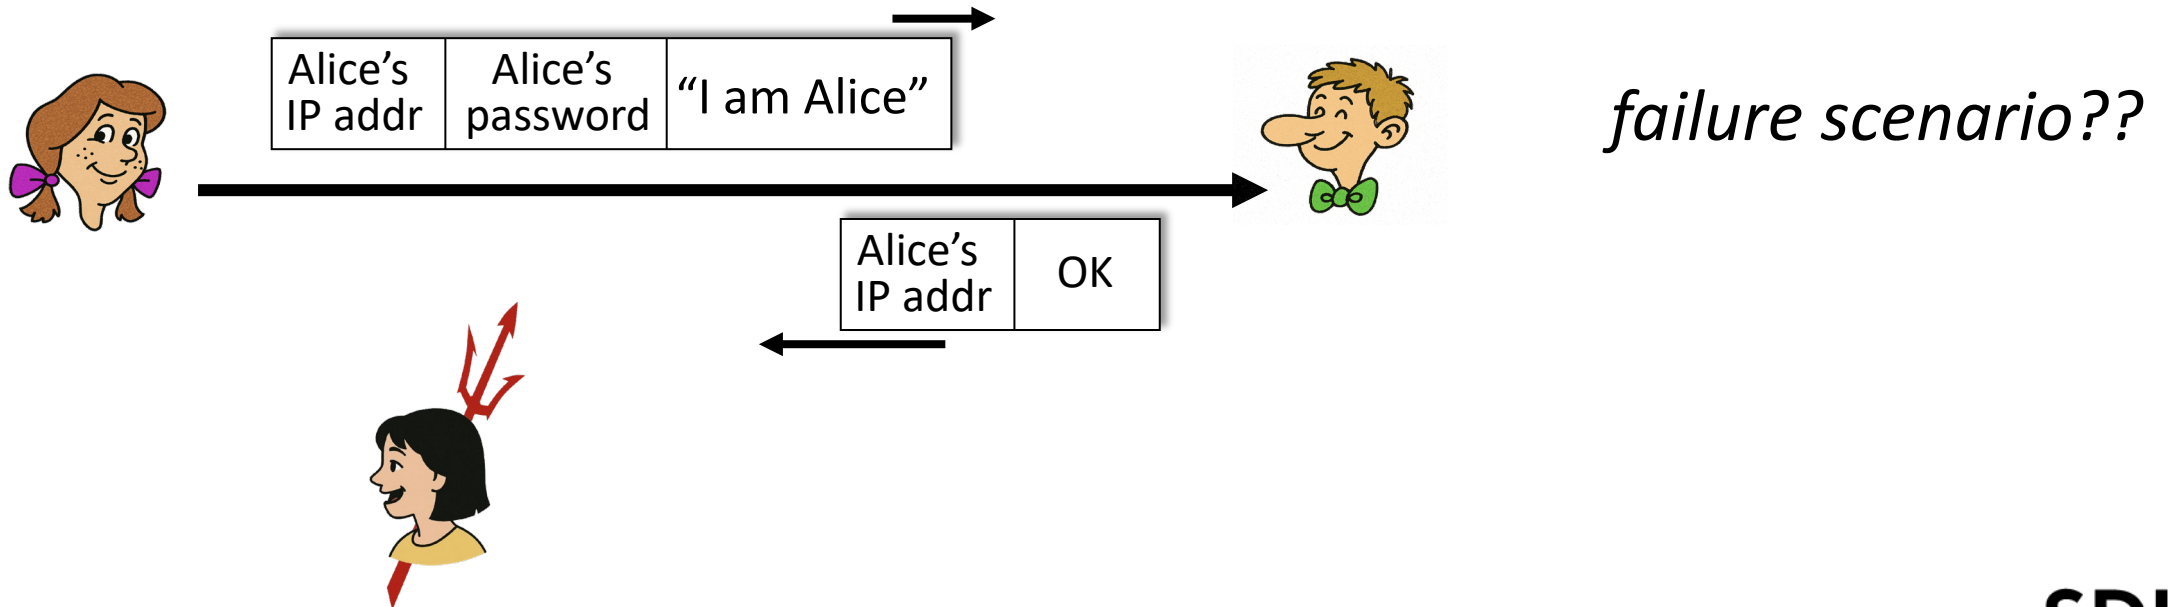 Alice’s
IP addr
Alice’s
password
“I am Alice”
failure scenario??
Alice’s
IP addr
OK